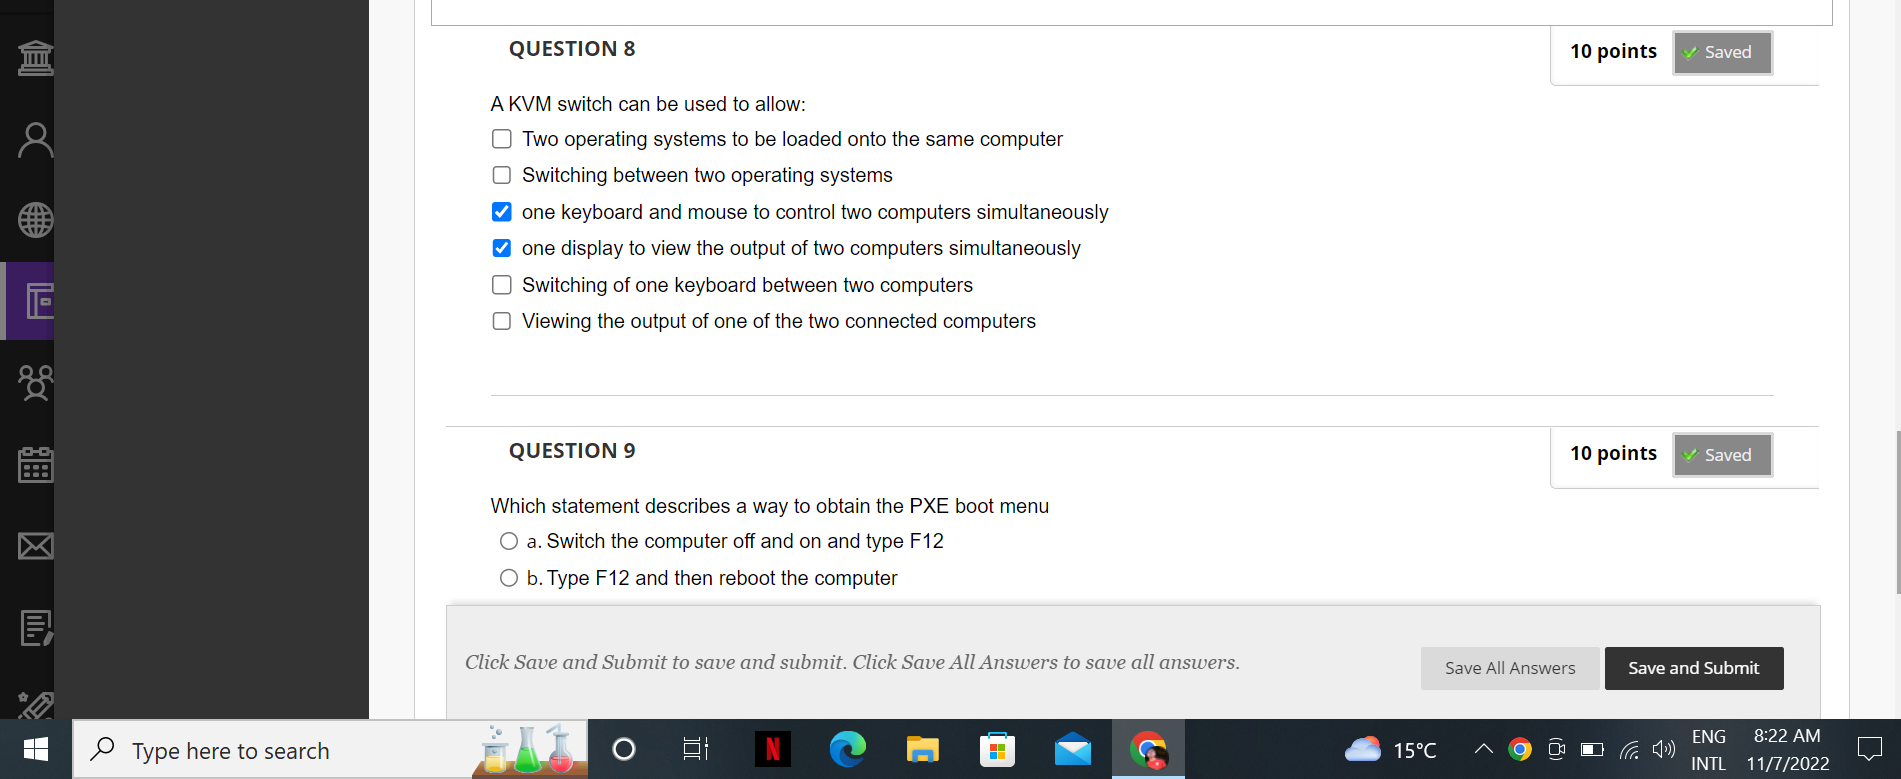 QUESTION 8
10 points
Saved
A KVM switch can be used to allow:
Two operating systems to be loaded onto the same computer
Switching between two operating systems
one keyboard and mouse to control two computers simultaneously
one display to view the output of two computers simultaneously
Switching of one keyboard between two computers
Viewing the output of one of the two connected computers
QUESTION 9
10 points
Saved
Which statement describes a way to obtain the PXE boot menu
a. Switch the computer off and on and type F12
b. Type F12 and then reboot the computer
Click Save and Submit to save and submit. Click Save All Answers to save all answers.
Save All Answers
Save and Submit
Type here to search
N
15°C
ENG
INTL
8:22 AM
11/7/2022